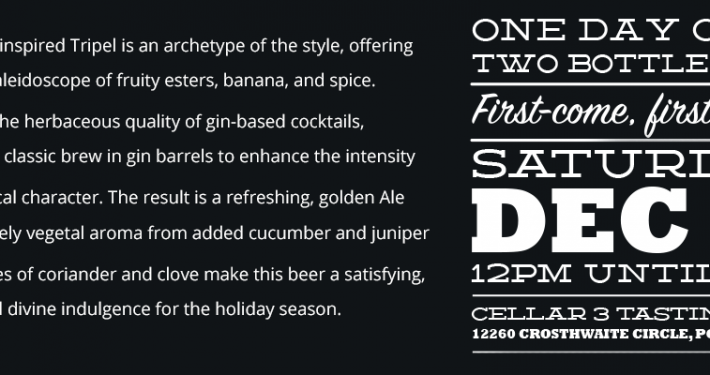 inspired Tripel is an archetype of the style, offering
aleidoscope of fruity esters, banana, and spice.
he herbaceous quality of gin-based cocktails,
classic brew in gin barrels to enhance the intensity
cal character. The result is a refreshing, golden Ale
ely vegetal aroma from added cucumber and juniper
es of coriander and clove make this beer a satisfying,
divine indulgence for the holiday season.
ONE DAY
TWO BOTTLE
First-come, first
SATURD
DEC
12PM UNTIL
CELLAR 3 TASTIN
12260 CROSTHWAITE CIRCLE, PO